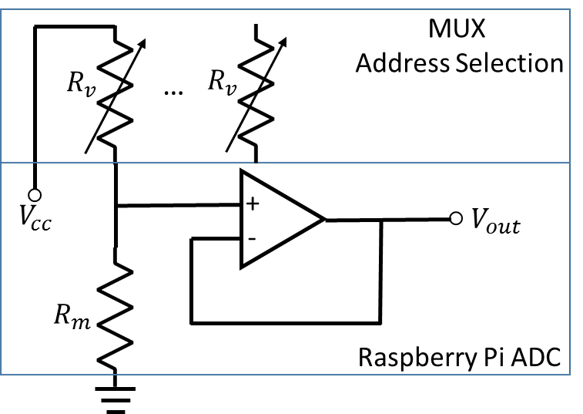 MUX
Address Selection
R_v ... R_v
+
V_cc
V_out
-
R_m
Raspberry Pi ADC